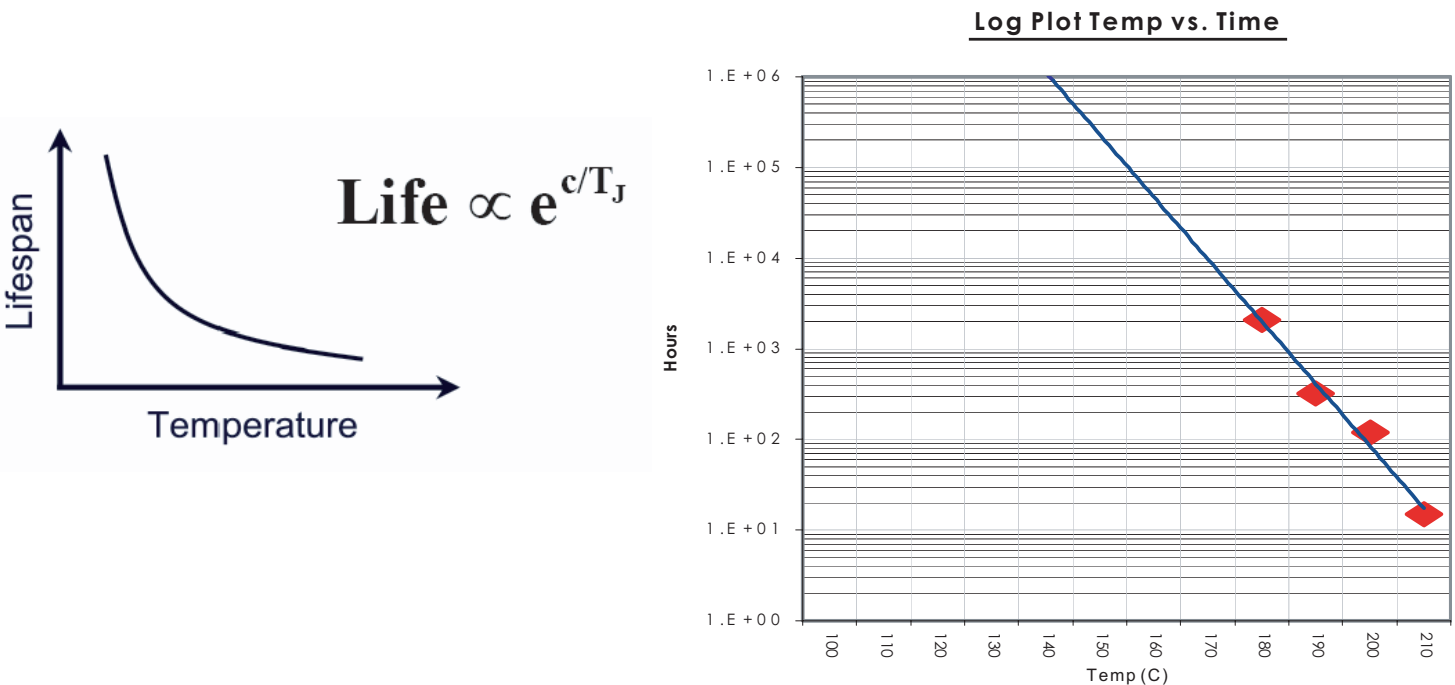 Lifespan
Temperature
Life ∝ e^{c/T_J}
Log Plot Temp vs. Time
Hours
1.E+06
1.E+05
1.E+04
1.E+03
1.E+02
1.E+01
1.E+00
100
110
120
130
140
150
160
170
180
190
200
210
Temp (C)